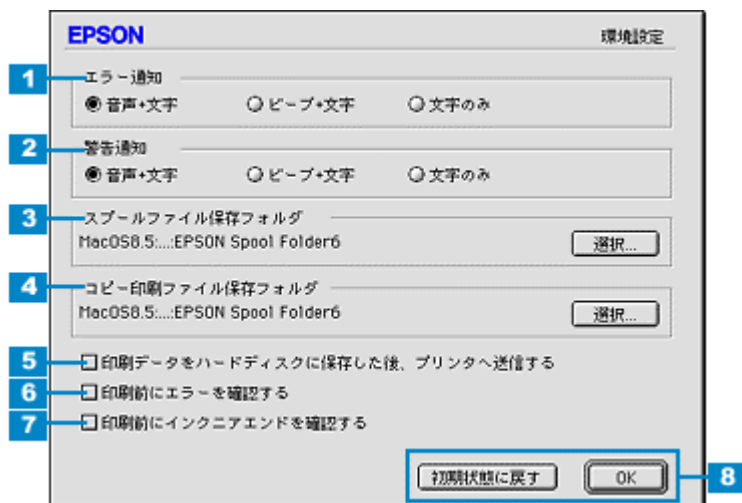 EPSON 環境設定
1 エラー通知
音声+文字 ビープ+文字 文字のみ
2 警告通知
音声+文字 ビープ+文字 文字のみ
3 スプールファイル保存フォルダ
MacOS8.5:...:EPSON Spool Folder6 選択...
4 コピー印刷ファイル保存フォルダ
MacOS8.5:...:EPSON Spool Folder6 選択...
5 印刷データをハードディスクに保存した後、プリンタへ送信する
6 印刷前にエラーを確認する
7 印刷前にインクニアエンドを確認する
初期状態に戻す OK 8